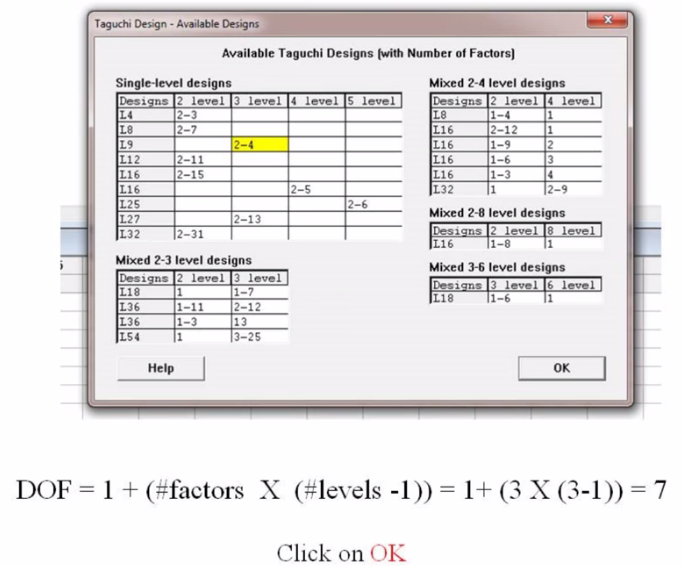 Taguchi Design - Available Designs
Available Taguchi Designs (with Number of Factors)
Single-level designs
Designs 2 level 3 level 4 level 5 level
L4 2-3
L8 2-7
L9 2-4
L12 2-11
L16 2-15
L16 2-5
L25 2-6
L27 2-13
L32 2-31
Mixed 2-3 level designs
Designs 2 level 3 level
L18 1 1-7
L36 1-11 2-12
L36 1-3 13
L54 1 3-25
Mixed 2-4 level designs
Designs 2 level 4 level
L8 1-4 1
L16 2-12 1
L16 1-9 2
L16 1-6 3
L16 1-3 4
L32 1 2-9
Mixed 2-8 level designs
Designs 2 level 8 level
L16 1-8 1
Mixed 3-6 level designs
Designs 3 level 6 level
L18 1-6 1
Help OK
DOF = 1 + (#factors X (#levels -1)) = 1+ (3 X (3-1)) = 7
Click on OK